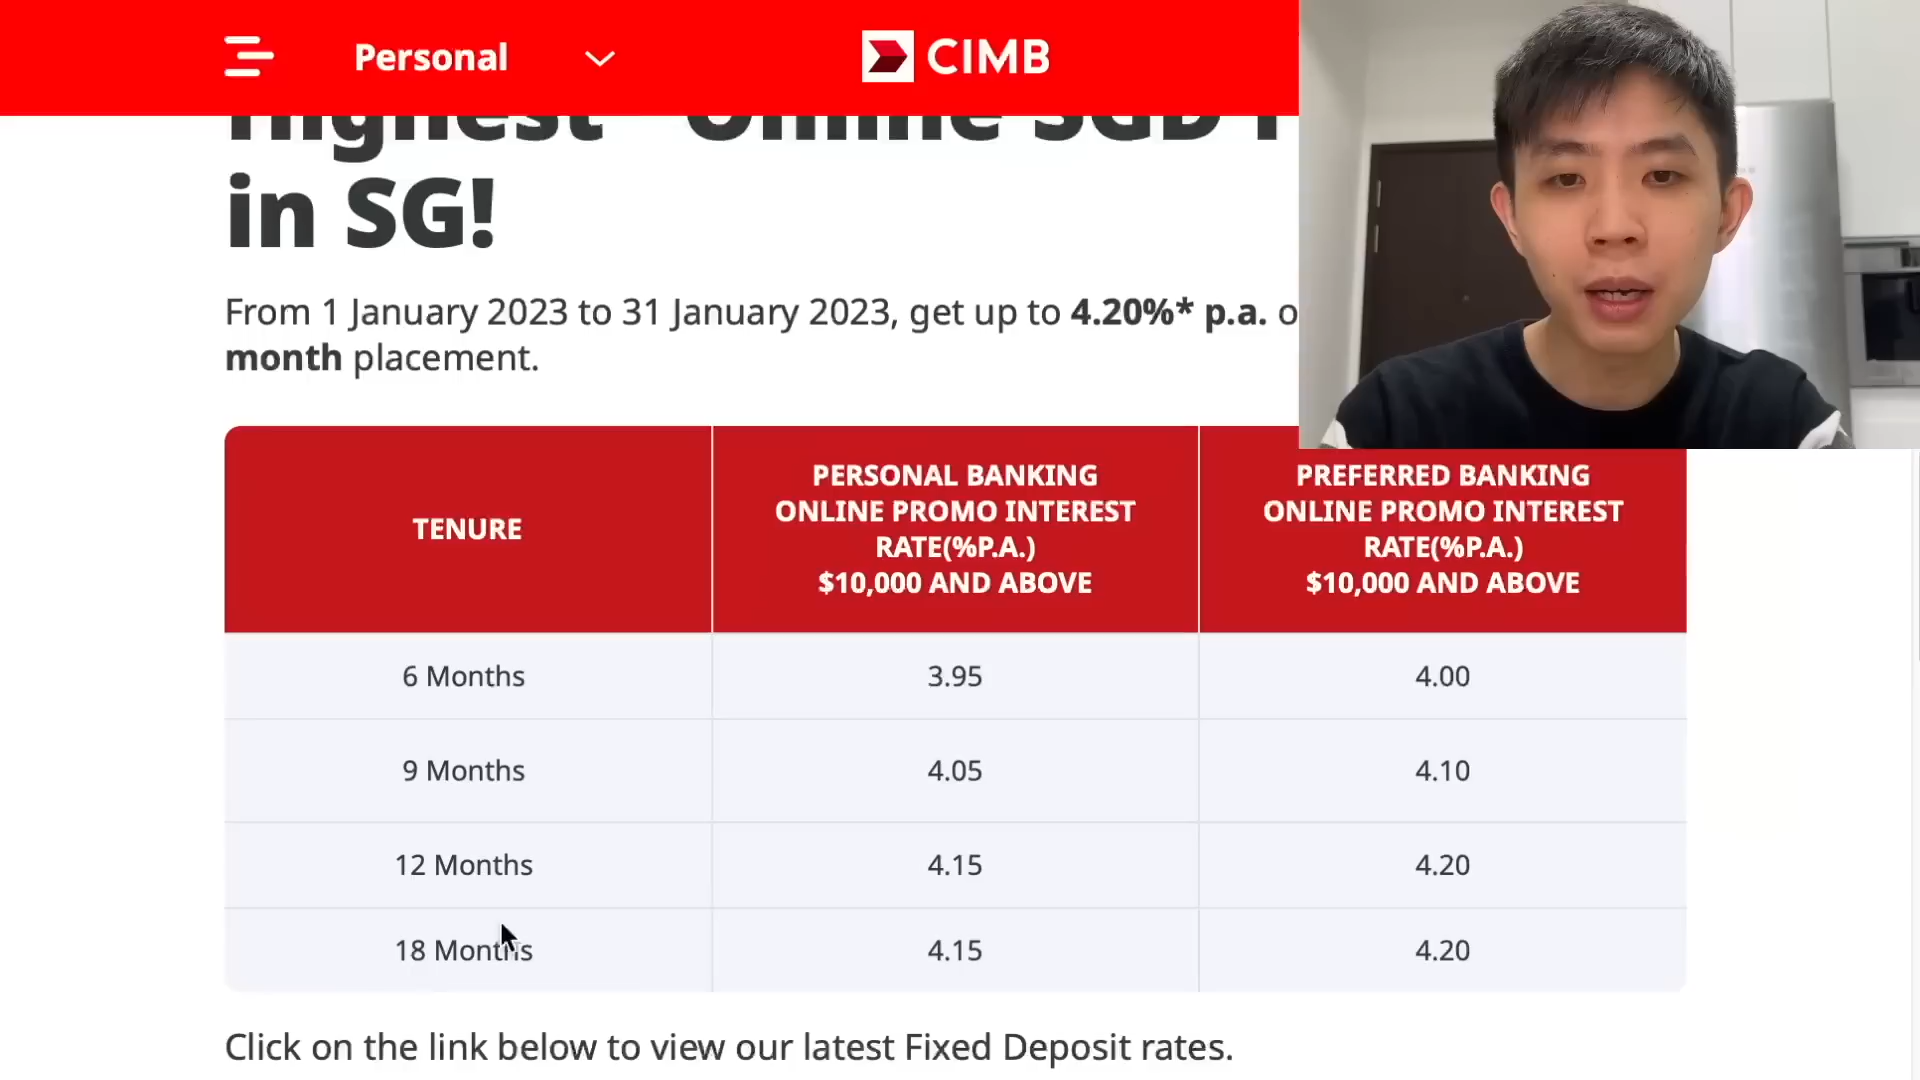 Personal
CIMB
Highest* Online SGD
in SG!
From 1 January 2023 to 31 January 2023, get up to 4.20%* p.a.
month placement.
TENURE
PERSONAL BANKING
ONLINE PROMO INTEREST
RATE(%P.A.)
$10,000 AND ABOVE
PREFERRED BANKING
ONLINE PROMO INTEREST
RATE(%P.A.)
$10,000 AND ABOVE
6 Months
3.95
4.00
9 Months
4.05
4.10
12 Months
4.15
4.20
18 Months
4.15
4.20
Click on the link below to view our latest Fixed Deposit rates.